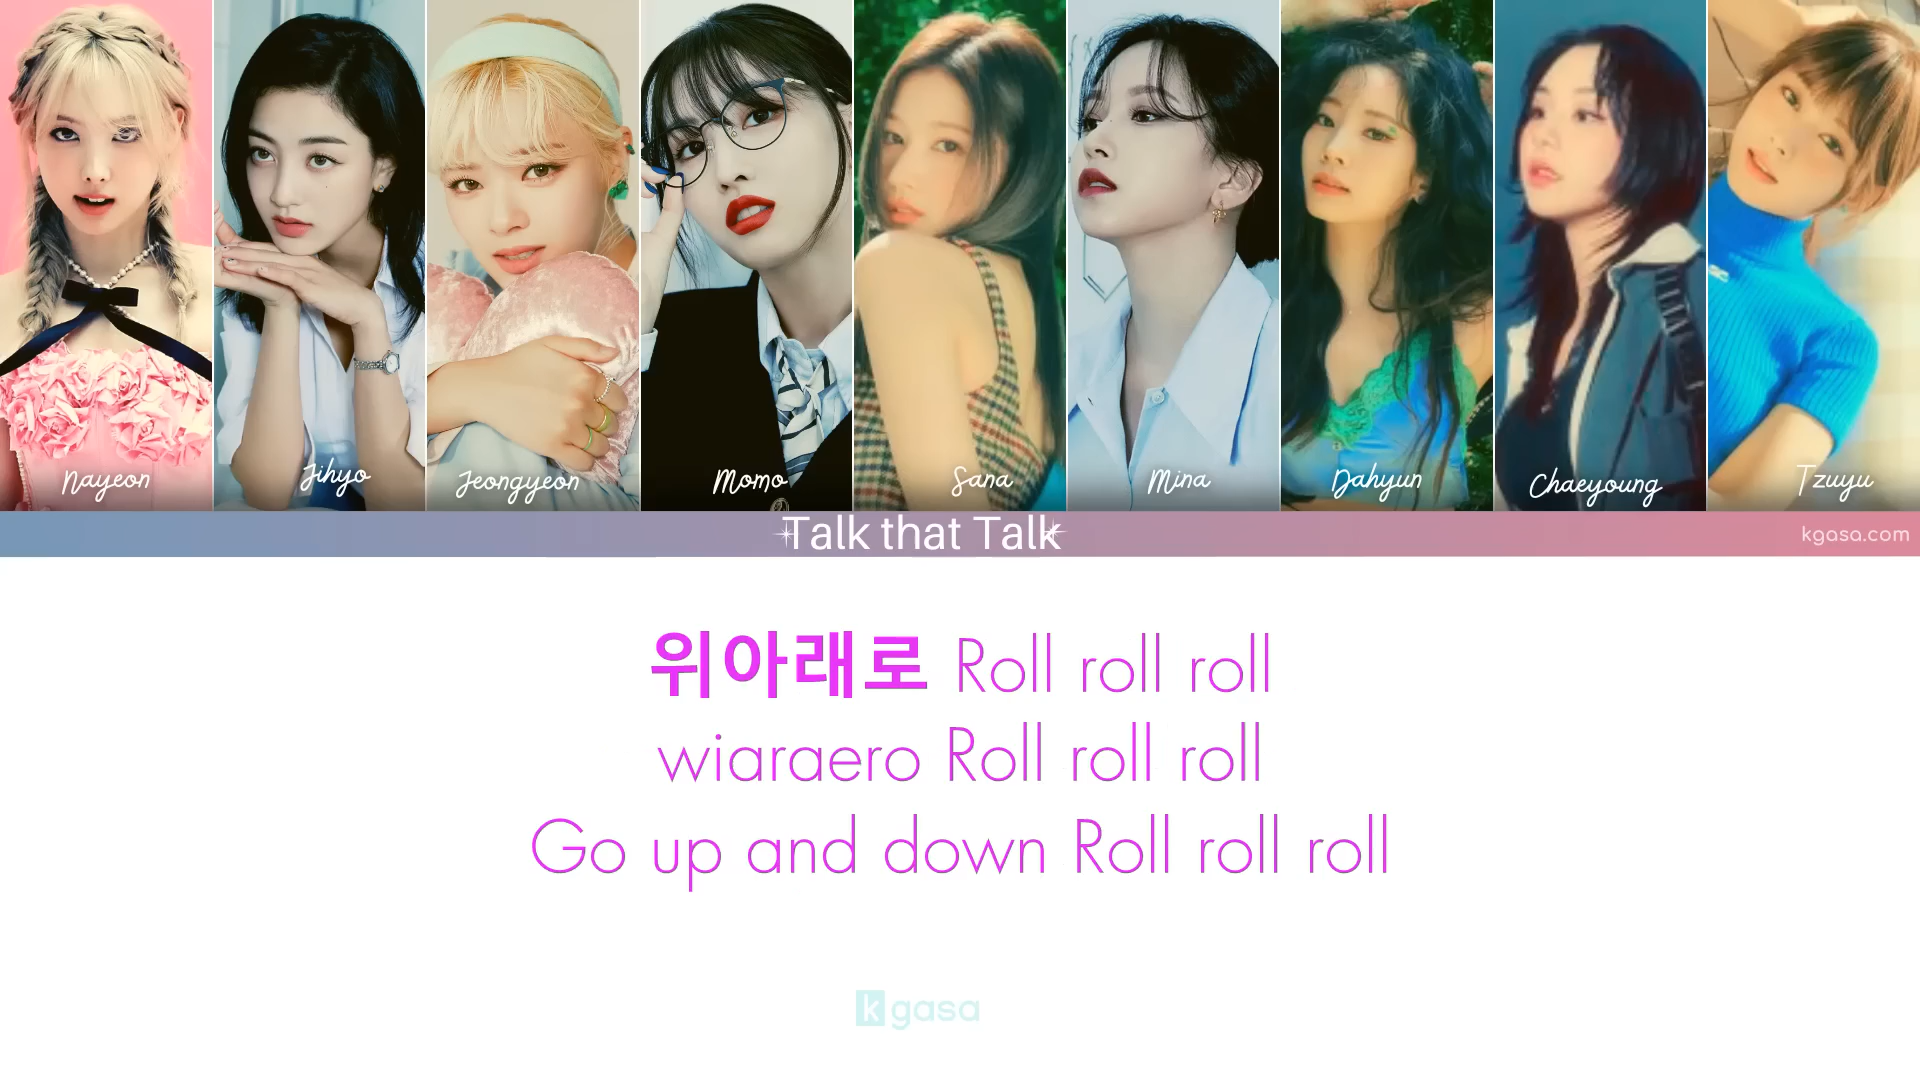 Nayeon
Jihyo
Jeongyeon
Momo
Sana
Mina
Dahyun
Chaeyoung
Tzuyu
Talk that Talk
kgasa.com
위아래로 Roll roll roll
wiaraero Roll roll roll
Go up and down Roll roll roll
kgasa